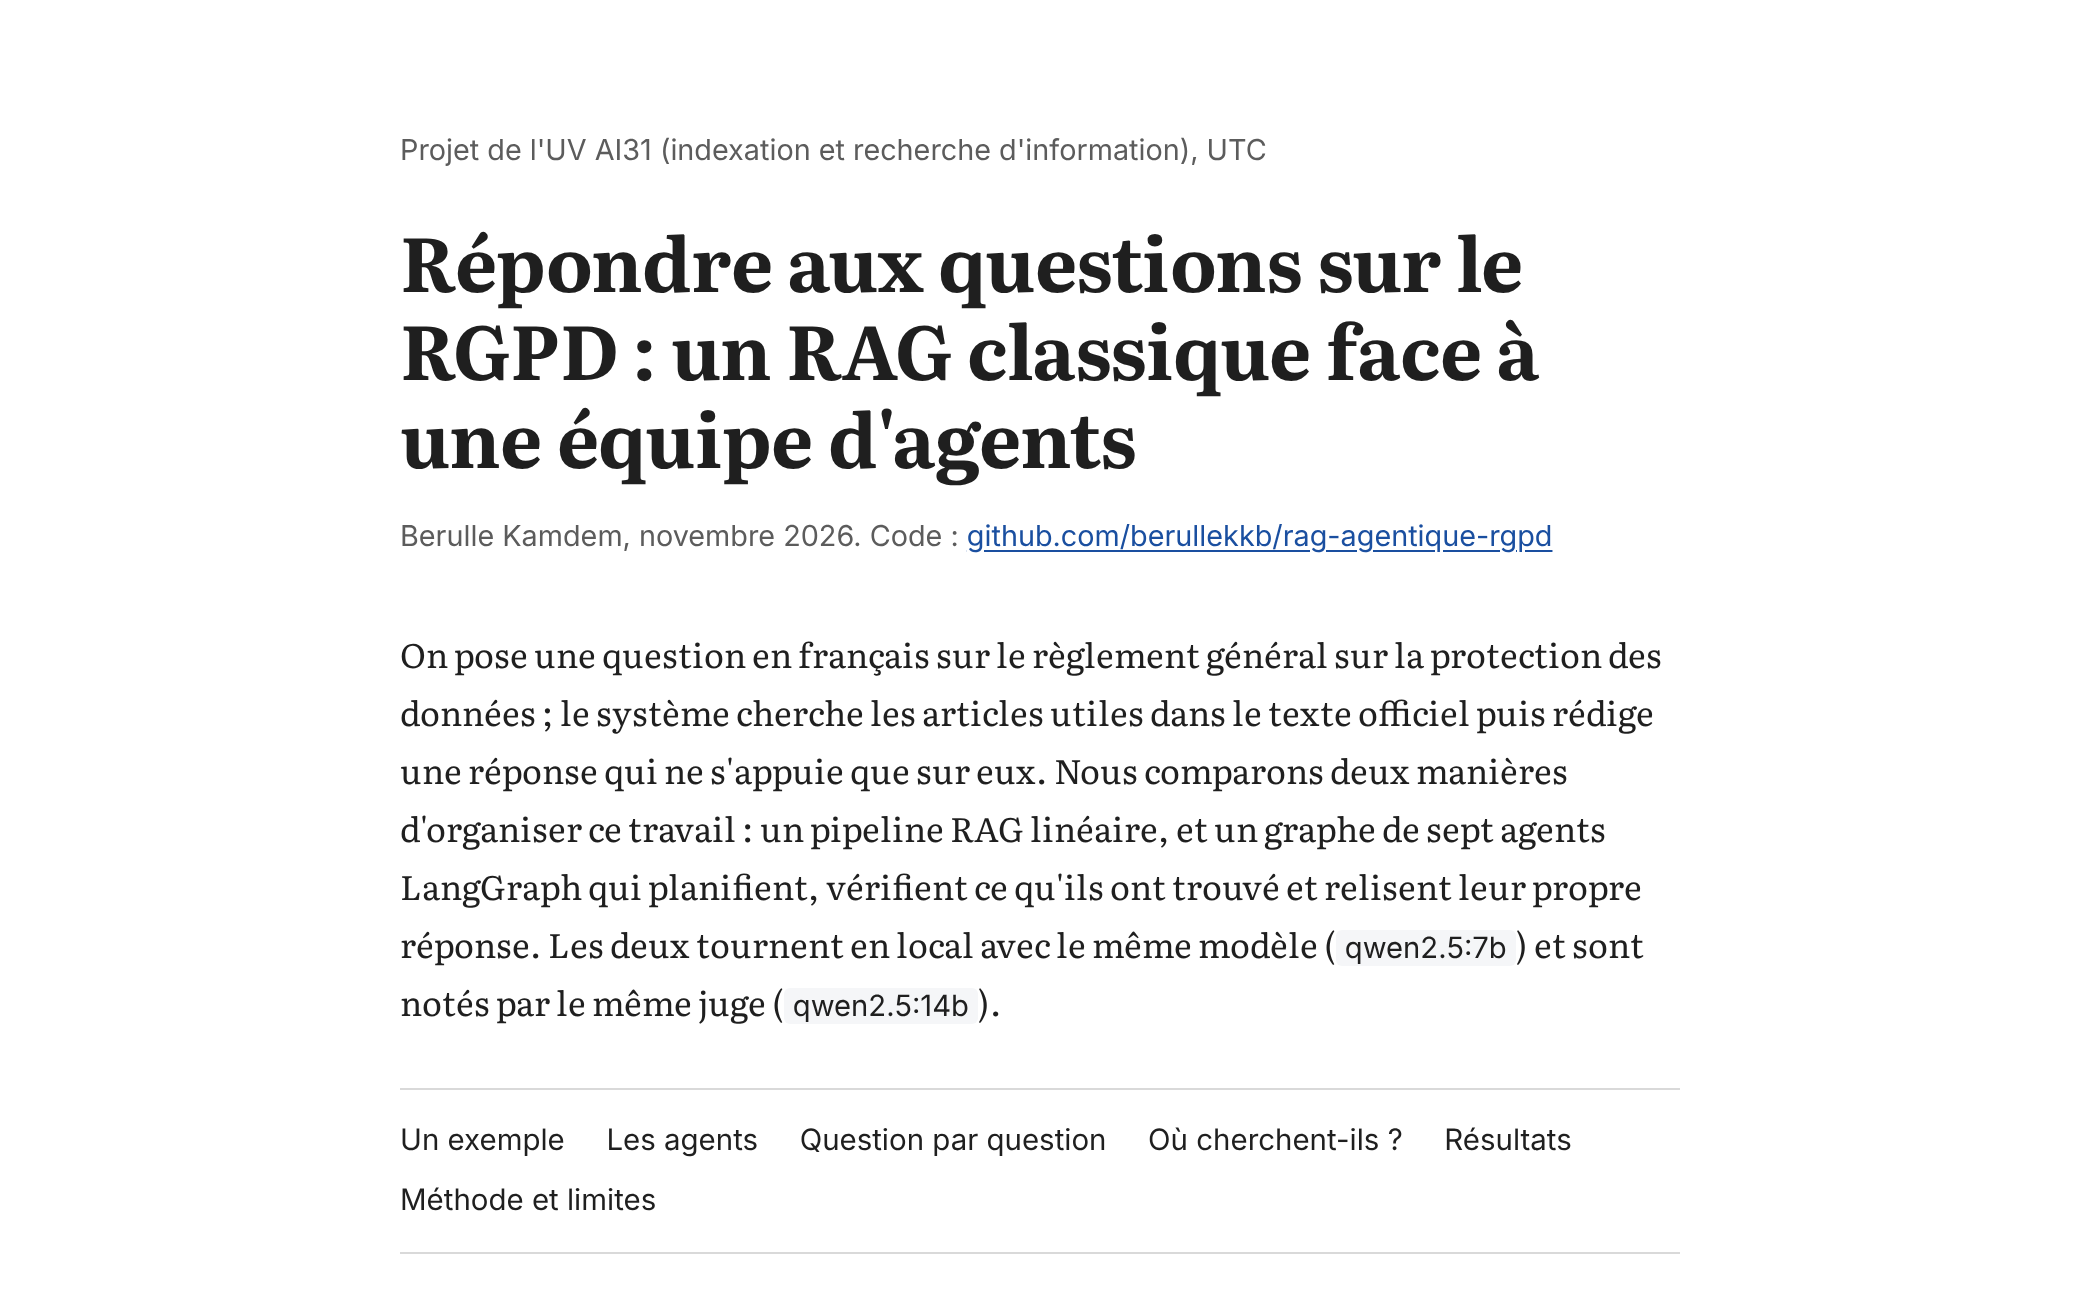 Projet de l'UV AI31 (indexation et recherche d'information), UTC
Répondre aux questions sur le
RGPD : un RAG classique face à
une équipe d'agents
Berulle Kamdem, novembre 2026. Code : github.com/berullekkb/rag-agentique-rgpd
On pose une question en français sur le règlement général sur la protection des
données ; le système cherche les articles utiles dans le texte officiel puis rédige
une réponse qui ne s'appuie que sur eux. Nous comparons deux manières
d'organiser ce travail : un pipeline RAG linéaire, et un graphe de sept agents
LangGraph qui planifient, vérifient ce qu'ils ont trouvé et relisent leur propre
réponse. Les deux tournent en local avec le même modèle ( qwen2.5:7b ) et sont
notés par le même juge ( qwen2.5:14b ).
Un exemple Les agents Question par question Où cherchent-ils ? Résultats
Méthode et limites